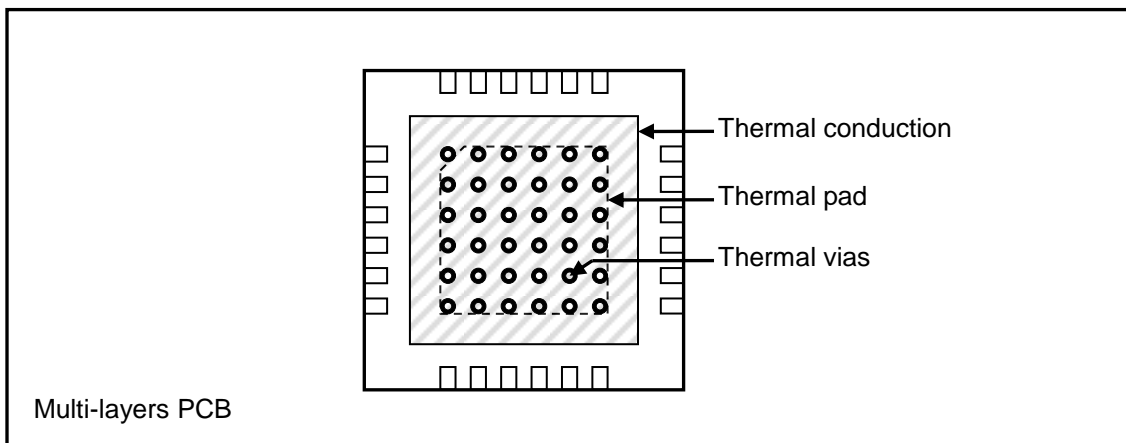 Thermal conduction
Thermal pad
Thermal vias
Multi-layers PCB